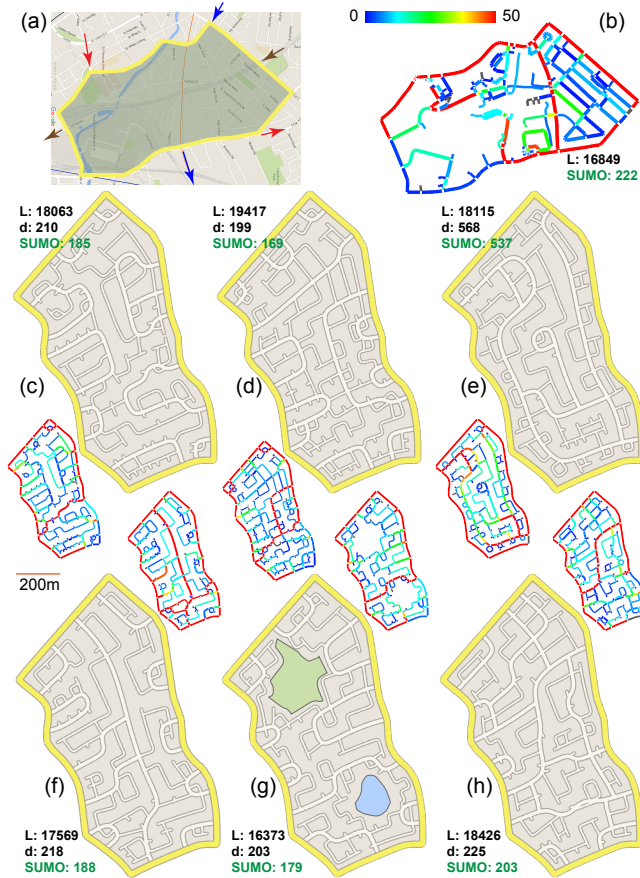 (a)
0
50
(b)
L: 16849
SUMO: 222
L: 18063
d: 210
SUMO: 185
L: 19417
d: 199
SUMO: 169
L: 18115
d: 568
SUMO: 537
(c)
(d)
(e)
200m
(f)
(g)
(h)
L: 17569
d: 218
SUMO: 188
L: 16373
d: 203
SUMO: 179
L: 18426
d: 225
SUMO: 203